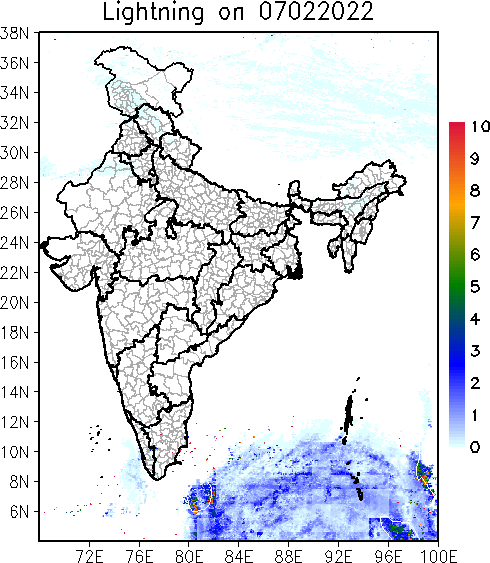 Lightning on 07022022
38N
36N
34N
32N
30N
28N
26N
24N
22N
20N
18N
16N
14N
12N
10N
8N
6N
72E 76E 80E 84E 88E 92E 96E 100E
10
9
8
7
6
5
4
3
2
1
0